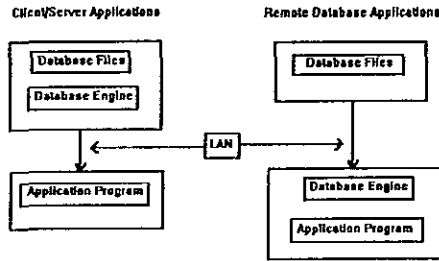 Client/Server Applications
Database Files
Database Engine
Application Program
LAN
Remote Database Applications
Database Files
Database Engine
Application Program